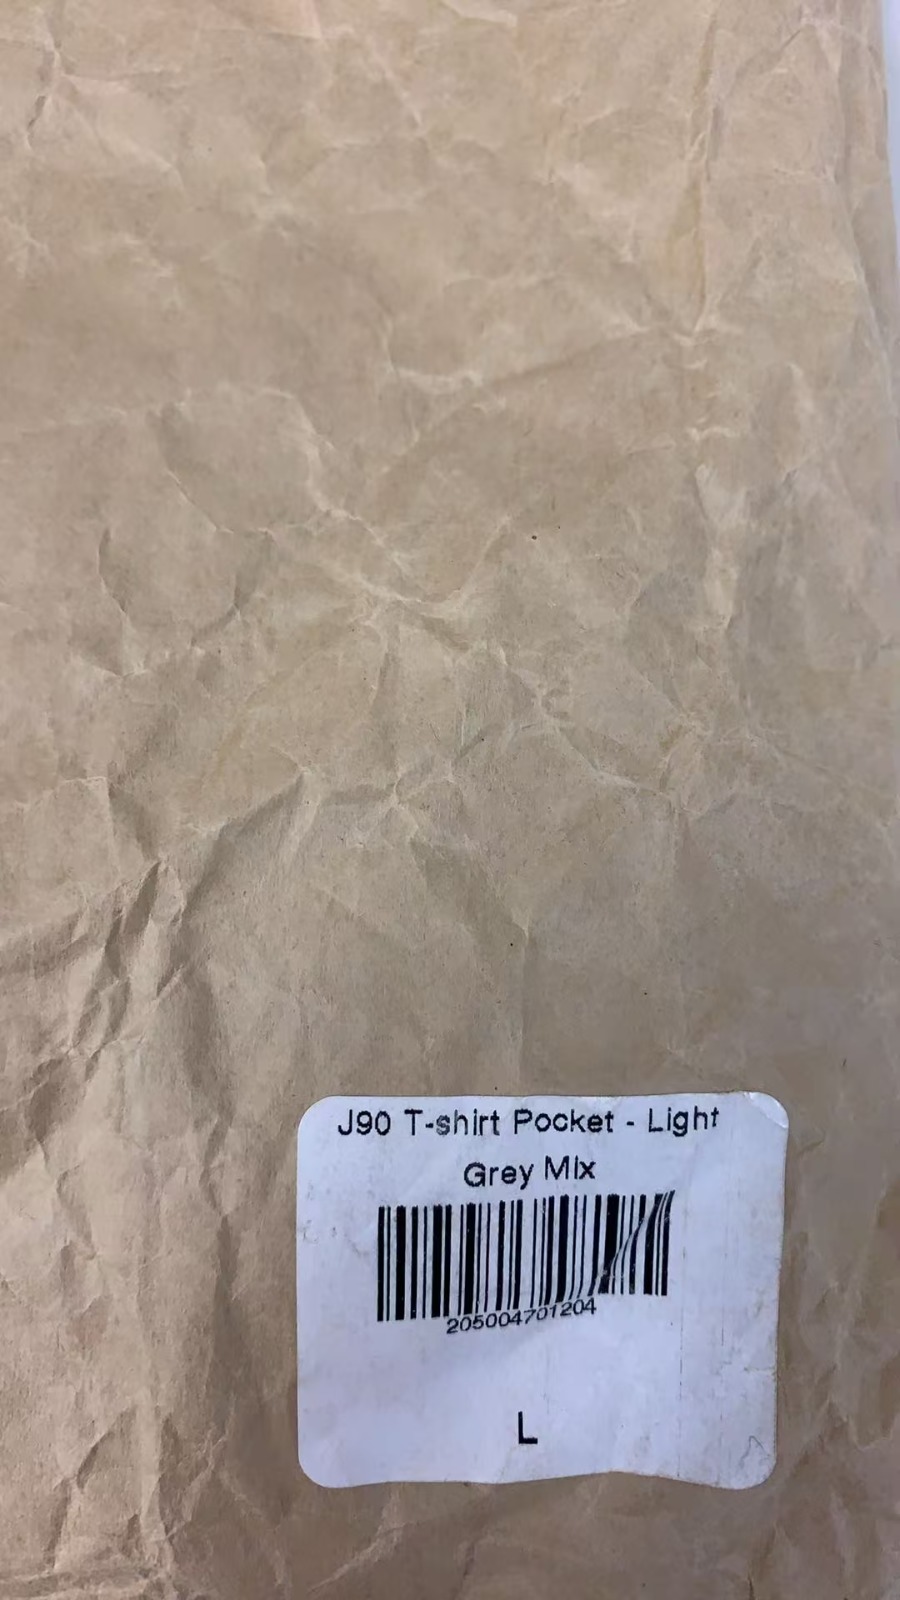 J90 T-shirt Pocket - Light
Grey Mix
205004701204
L